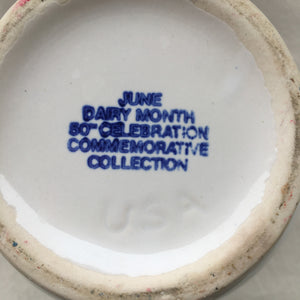 JUNE
DAIRY MONTH
50TH CELEBRATION
COMMEMORATIVE
COLLECTION
USA